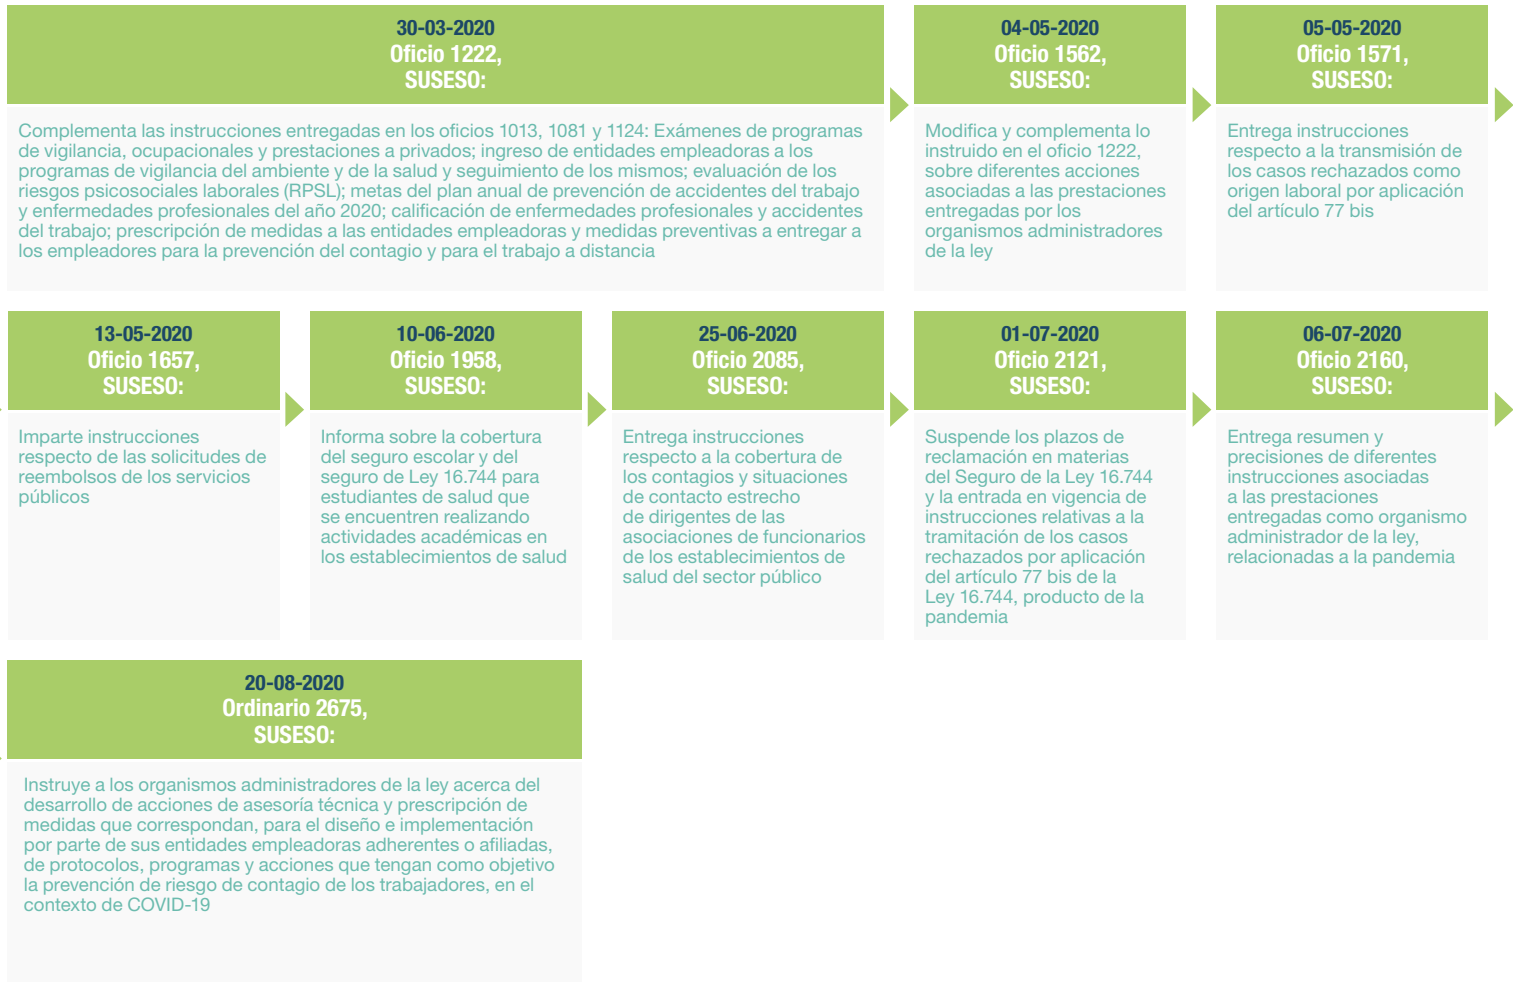 30-03-2020
Oficio 1222,
SUSESO:
Complementa las instrucciones entregadas en los oficios 1013, 1081 y 1124: Exámenes de programas
de vigilancia, ocupacionales y prestaciones a privados; ingreso de entidades empleadoras a los
programas de vigilancia del ambiente y de la salud y seguimiento de los mismos; evaluación de los
riesgos psicosociales laborales (RPSL); metas del plan anual de prevención de accidentes del trabajo
y enfermedades profesionales del año 2020; calificación de enfermedades profesionales y accidentes
del trabajo; prescripción de medidas a las entidades empleadoras y medidas preventivas a entregar a
los empleadores para la prevención del contagio y para el trabajo a distancia
04-05-2020
Oficio 1562,
SUSESO:
Modifica y complementa lo
instruido en el oficio 1222,
sobre diferentes acciones
asociadas a las prestaciones
entregadas por los
organismos administradores
de la ley
05-05-2020
Oficio 1571,
SUSESO:
Entrega instrucciones
respecto a la transmisión de
los casos rechazados como
origen laboral por aplicación
del artículo 77 bis
13-05-2020
Oficio 1657,
SUSESO:
Imparte instrucciones
respecto de las solicitudes de
reembolsos de los servicios
públicos
10-06-2020
Oficio 1958,
SUSESO:
Informa sobre la cobertura
del seguro escolar y del
seguro de Ley 16.744 para
estudiantes de salud que
se encuentren realizando
actividades académicas en
los establecimientos de salud
25-06-2020
Oficio 2085,
SUSESO:
Entrega instrucciones
respecto a la cobertura de
los contagios y situaciones
de contacto estrecho
de dirigentes de las
asociaciones de funcionarios
de los establecimientos de
salud del sector público
01-07-2020
Oficio 2121,
SUSESO:
Suspende los plazos de
reclamación en materias
del Seguro de la Ley 16.744
y la entrada en vigencia de
instrucciones relativas a la
tramitación de los casos
rechazados por aplicación
del artículo 77 bis de la
Ley 16.744, producto de la
pandemia
06-07-2020
Oficio 2160,
SUSESO:
Entrega resumen y
precisiones de diferentes
instrucciones asociadas
a las prestaciones
entregadas como organismo
administrador de la ley,
relacionadas a la pandemia
20-08-2020
Ordinario 2675,
SUSESO:
Instruye a los organismos administradores de la ley acerca del
desarrollo de acciones de asesoría técnica y prescripción de
medidas que correspondan, para el diseño e implementación
por parte de sus entidades empleadoras adherentes o afiliadas,
de protocolos, programas y acciones que tengan como objetivo
la prevención de riesgo de contagio de los trabajadores, en el
contexto de COVID-19